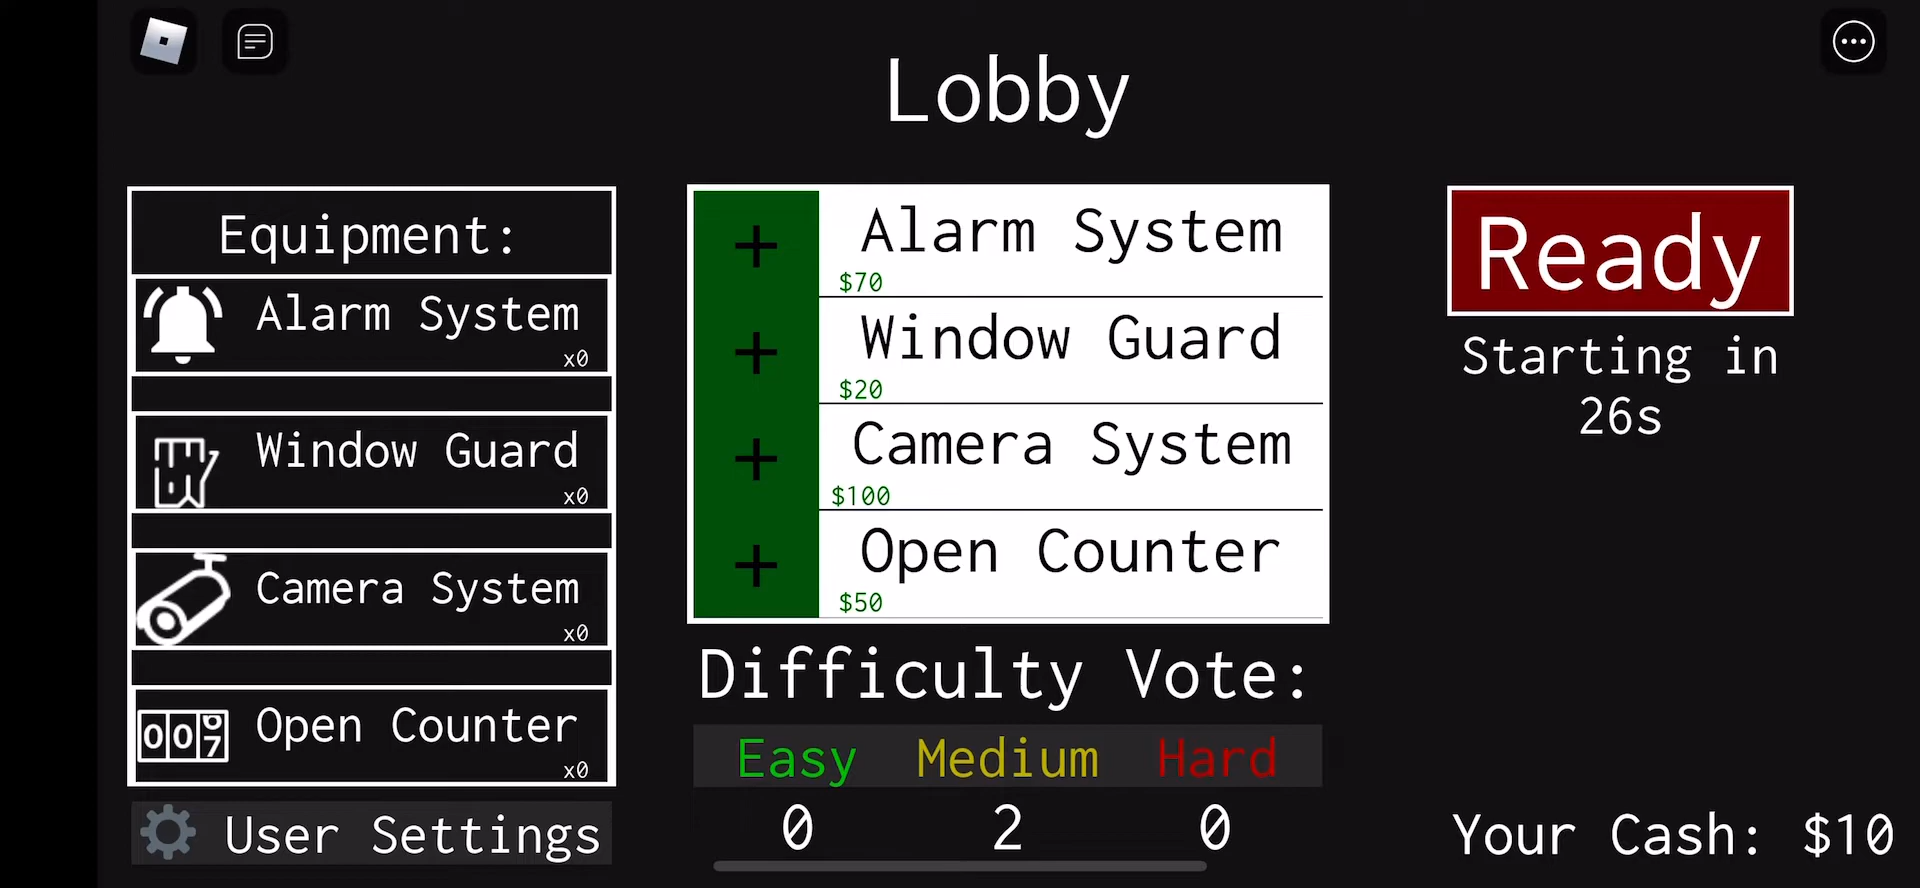 Lobby
Equipment:
Alarm System
x0
Window Guard
x0
Camera System
x0
Open Counter
x0
007
User Settings
+ Alarm System
$70
+ Window Guard
$20
+ Camera System
$100
+ Open Counter
$50
Difficulty Vote:
Easy Medium Hard
0 2 0
Ready
Starting in
26s
Your Cash: $10